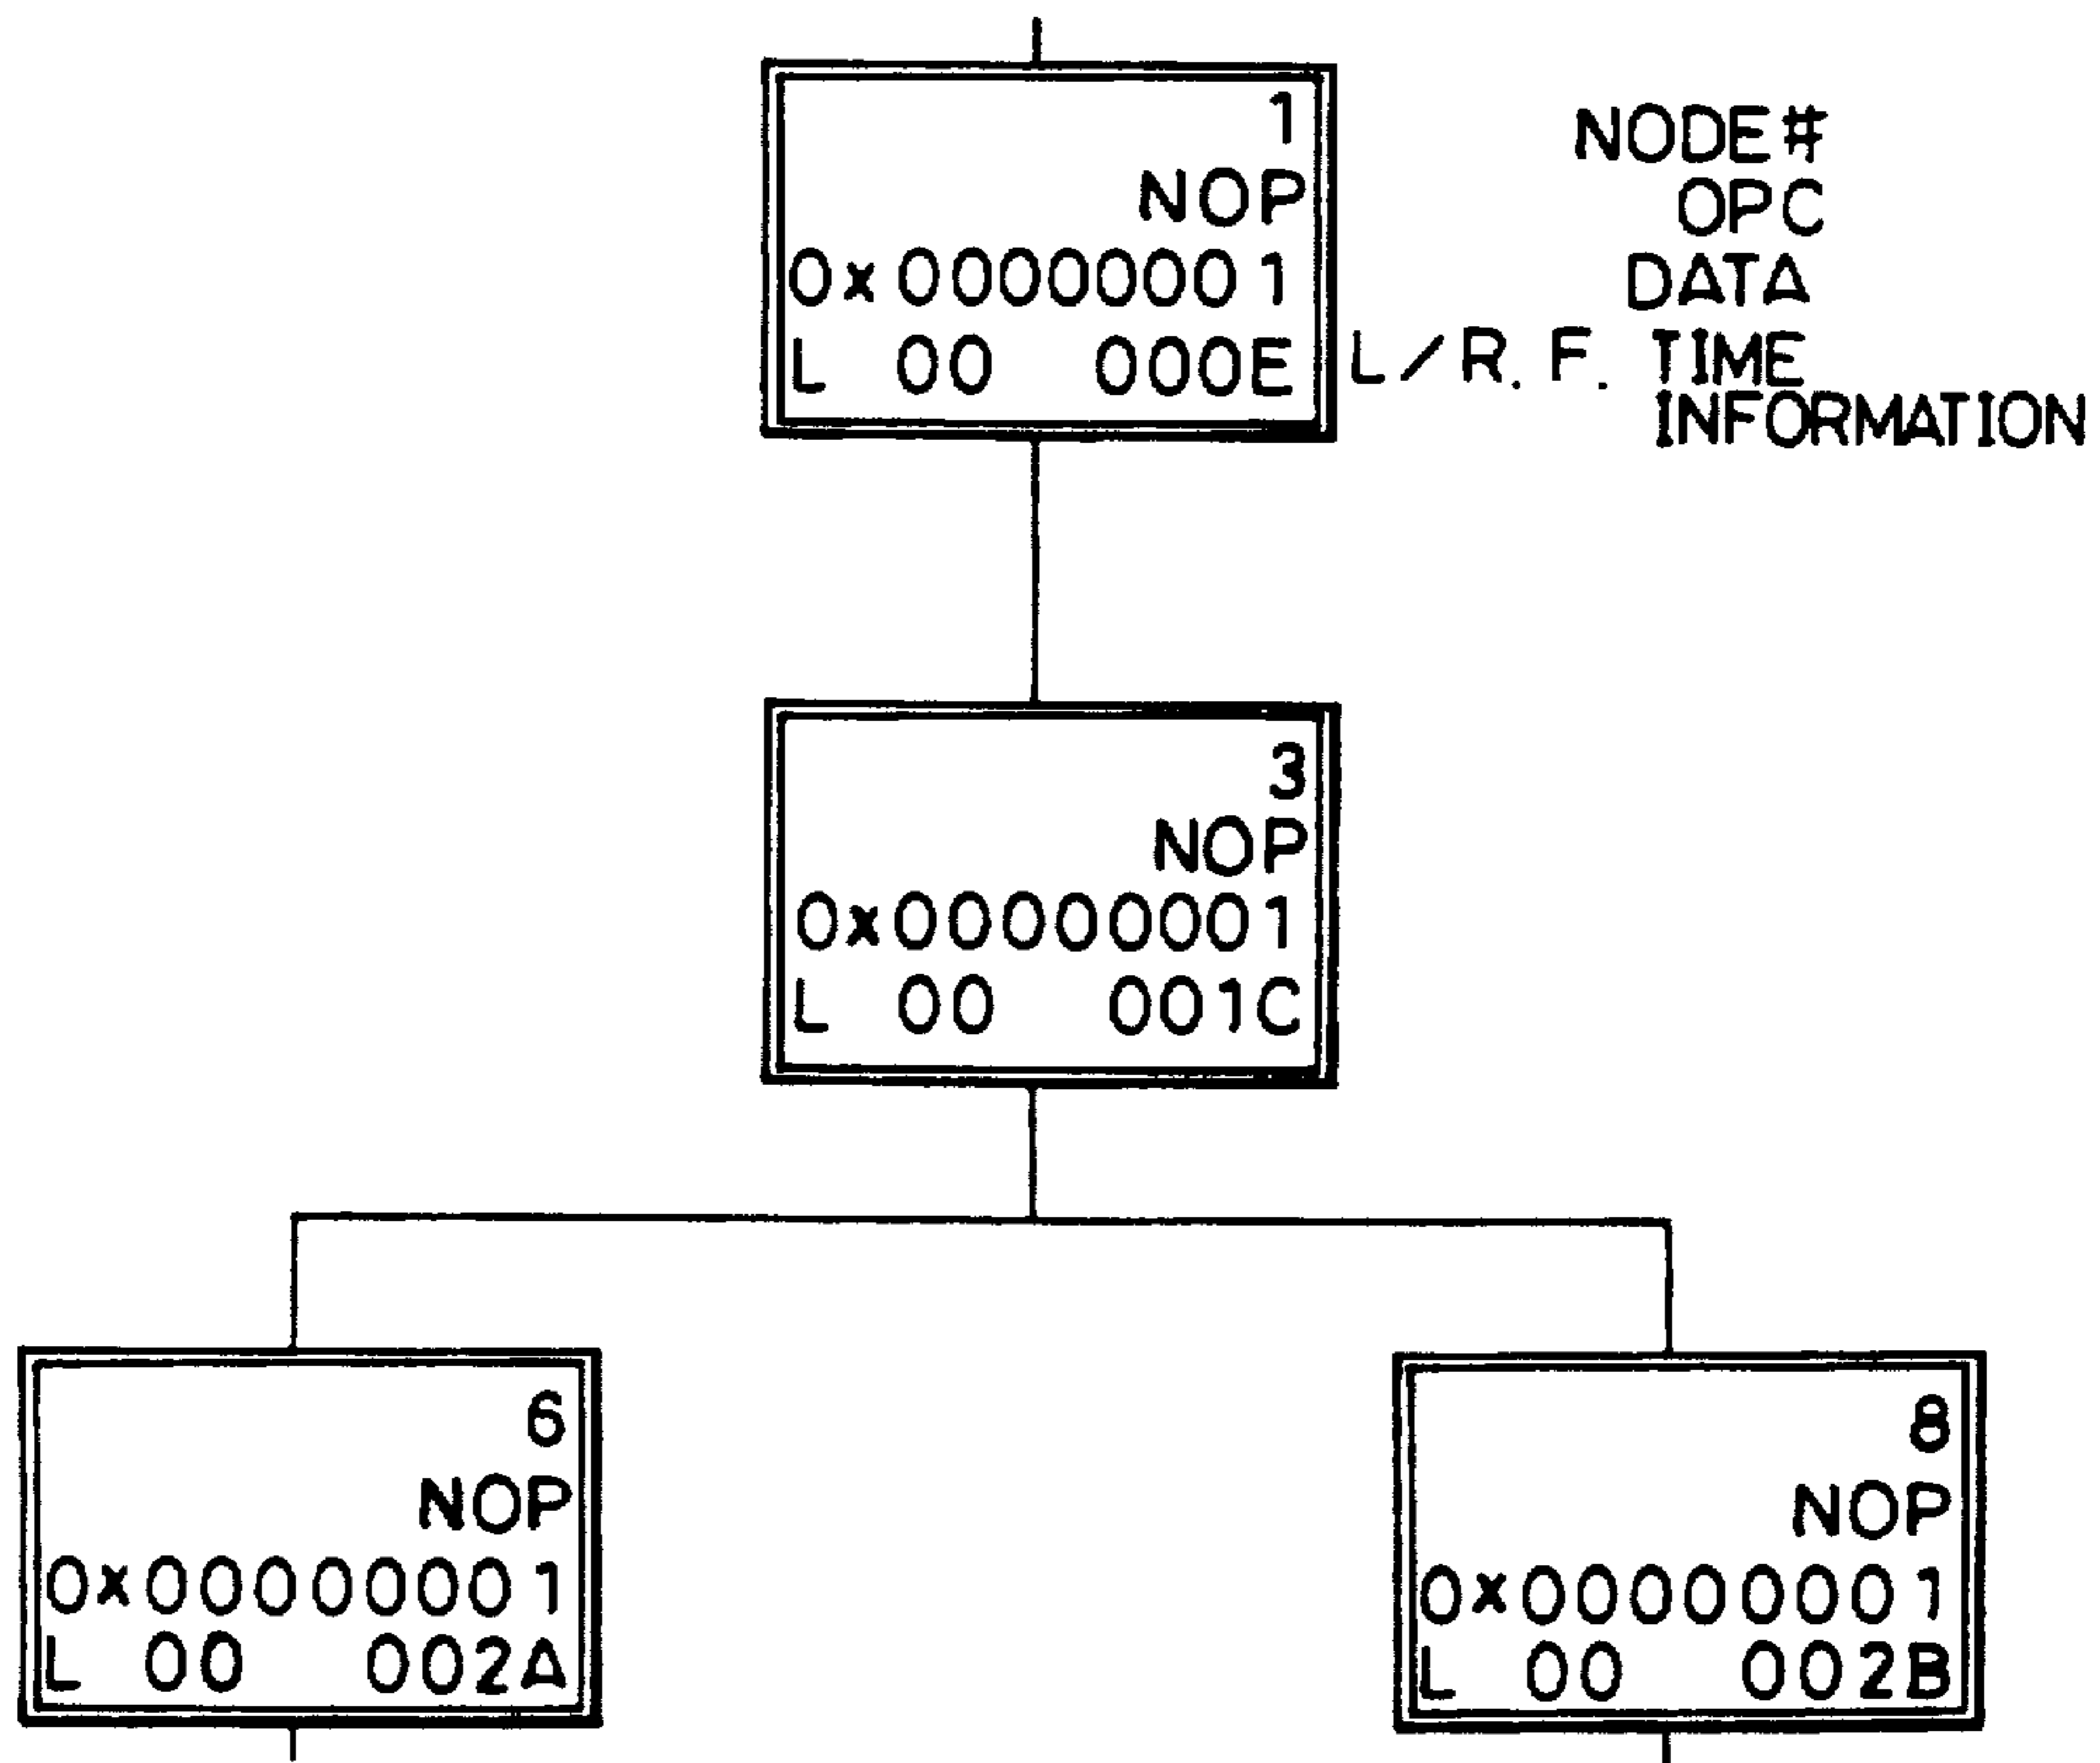 1
NOP
0x00000001
L 00 000E
NODE#
OPC
DATA
L/R. F. TIME
INFORMATION
3
NOP
0x00000001
L 00 001C
6
NOP
0x00000001
L 00 002A
8
NOP
0x00000001
L 00 002B